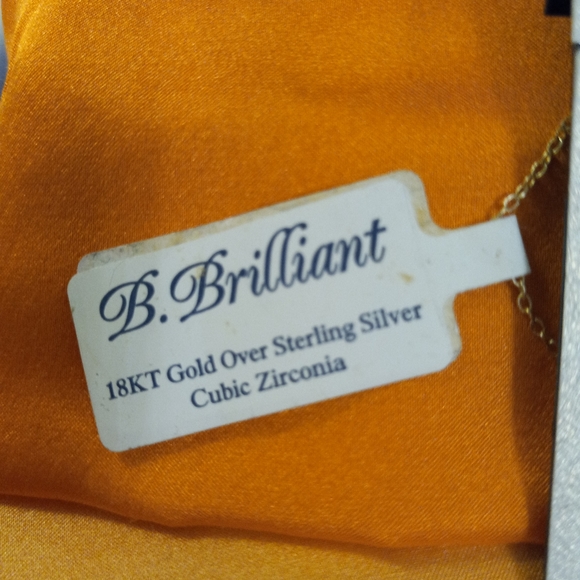 B.Brilliant
18KT Gold Over Sterling Silver
Cubic Zirconia